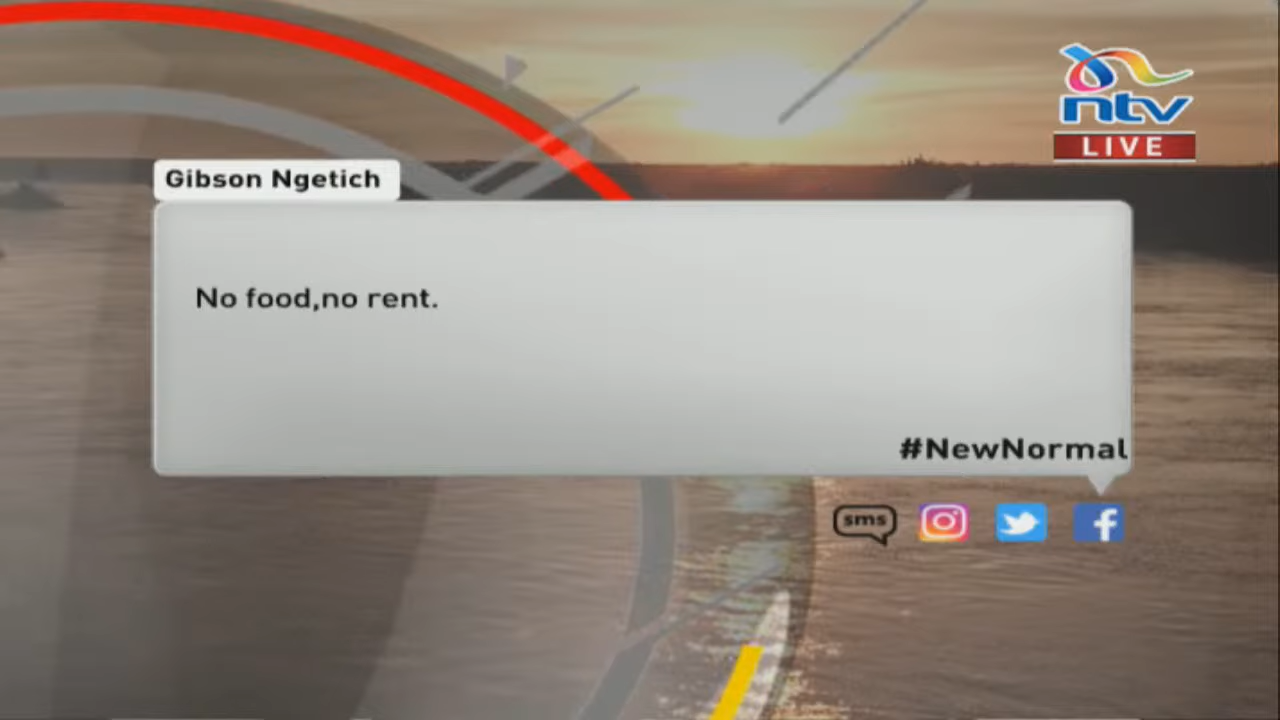 ntv
LIVE
Gibson Ngetich
No food,no rent.
#NewNormal
sms